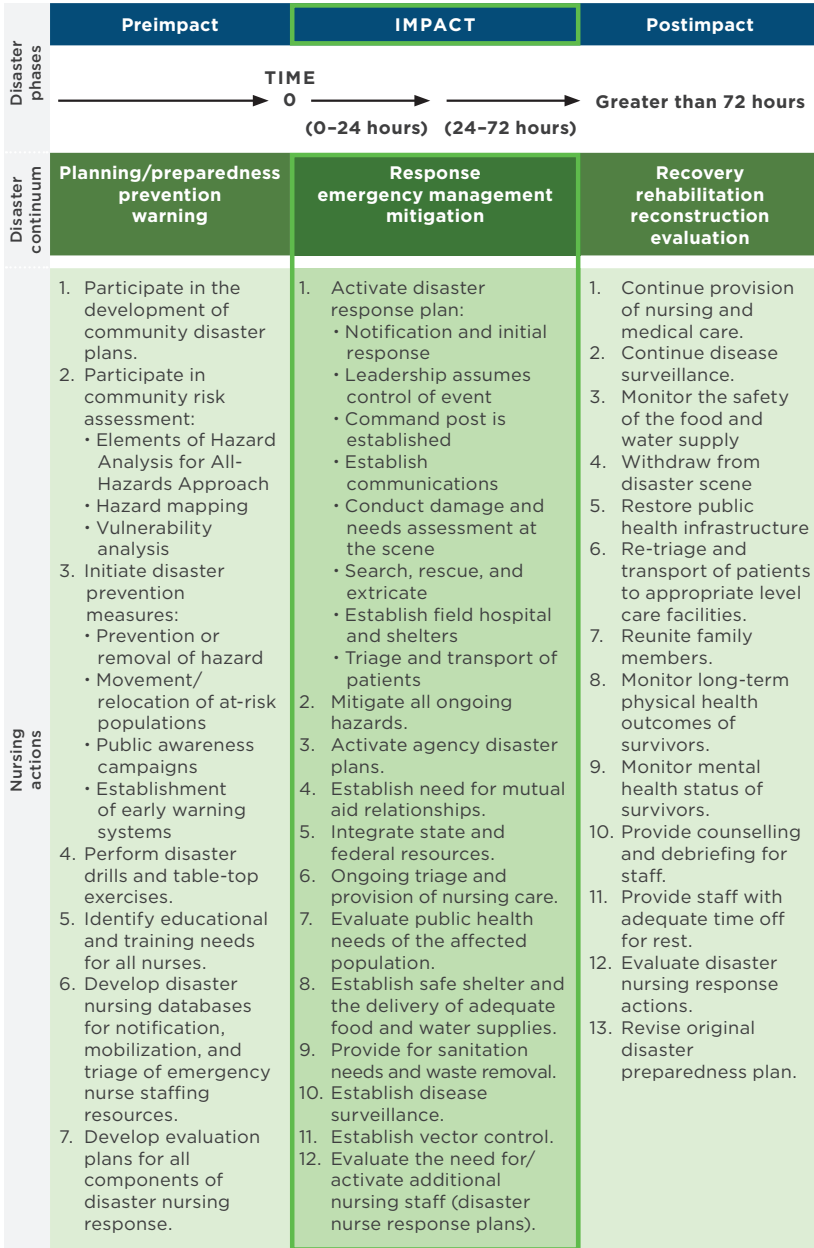 Preimpact
IMPACT
Postimpact
Disaster
phases
TIME
0
(0–24 hours)
(24–72 hours)
Greater than 72 hours
Disaster
continuum
Planning/preparedness
prevention
warning
Response
emergency management
mitigation
Recovery
rehabilitation
reconstruction
evaluation
Nursing
actions
1. Participate in the
development of
community disaster
plans.
2. Participate in
community risk
assessment:
• Elements of Hazard
Analysis for All-
Hazards Approach
• Hazard mapping
• Vulnerability
analysis
3. Initiate disaster
prevention
measures:
• Prevention or
removal of hazard
• Movement/
relocation of at-risk
populations
• Public awareness
campaigns
• Establishment
of early warning
systems
4. Perform disaster
drills and table-top
exercises.
5. Identify educational
and training needs
for all nurses.
6. Develop disaster
nursing databases
for notification,
mobilization, and
triage of emergency
nurse staffing
resources.
7. Develop evaluation
plans for all
components of
disaster nursing
response.
1. Activate disaster
response plan:
• Notification and initial
response
• Leadership assumes
control of event
• Command post is
established
• Establish
communications
• Conduct damage and
needs assessment at
the scene
• Search, rescue, and
extricate
• Establish field hospital
and shelters
• Triage and transport of
patients
2. Mitigate all ongoing
hazards.
3. Activate agency disaster
plans.
4. Establish need for mutual
aid relationships.
5. Integrate state and
federal resources.
6. Ongoing triage and
provision of nursing care.
7. Evaluate public health
needs of the affected
population.
8. Establish safe shelter and
the delivery of adequate
food and water supplies.
9. Provide for sanitation
needs and waste removal.
10. Establish disease
surveillance.
11. Establish vector control.
12. Evaluate the need for/
activate additional
nursing staff (disaster
nurse response plans).
1. Continue provision
of nursing and
medical care.
2. Continue disease
surveillance.
3. Monitor the safety
of the food and
water supply
4. Withdraw from
disaster scene
5. Restore public
health infrastructure
6. Re-triage and
transport of patients
to appropriate level
care facilities.
7. Reunite family
members.
8. Monitor long-term
physical health
outcomes of
survivors.
9. Monitor mental
health status of
survivors.
10. Provide counselling
and debriefing for
staff.
11. Provide staff with
adequate time off
for rest.
12. Evaluate disaster
nursing response
actions.
13. Revise original
disaster
preparedness plan.